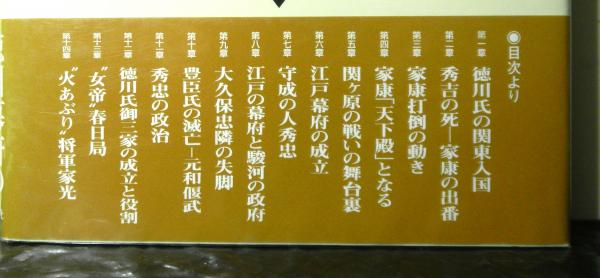 ●目次より
第一章 徳川氏の関東入国
第二章 秀吉の死―家康の出番
第三章 家康打倒の動き
第四章 家康「天下殿」となる
第五章 関ヶ原の戦いの舞台裏
第六章 江戸幕府の成立
第七章 守成の人秀忠
第八章 江戸の幕府と駿河の政府
第九章 大久保忠隣の失脚
第十章 豊臣氏の滅亡―元和偃武
第十一章 秀忠の政治
第十二章 徳川氏御三家の成立と役割
第十三章 〝女帝〟春日局
第十四章 〝火あぶり〟将軍家光